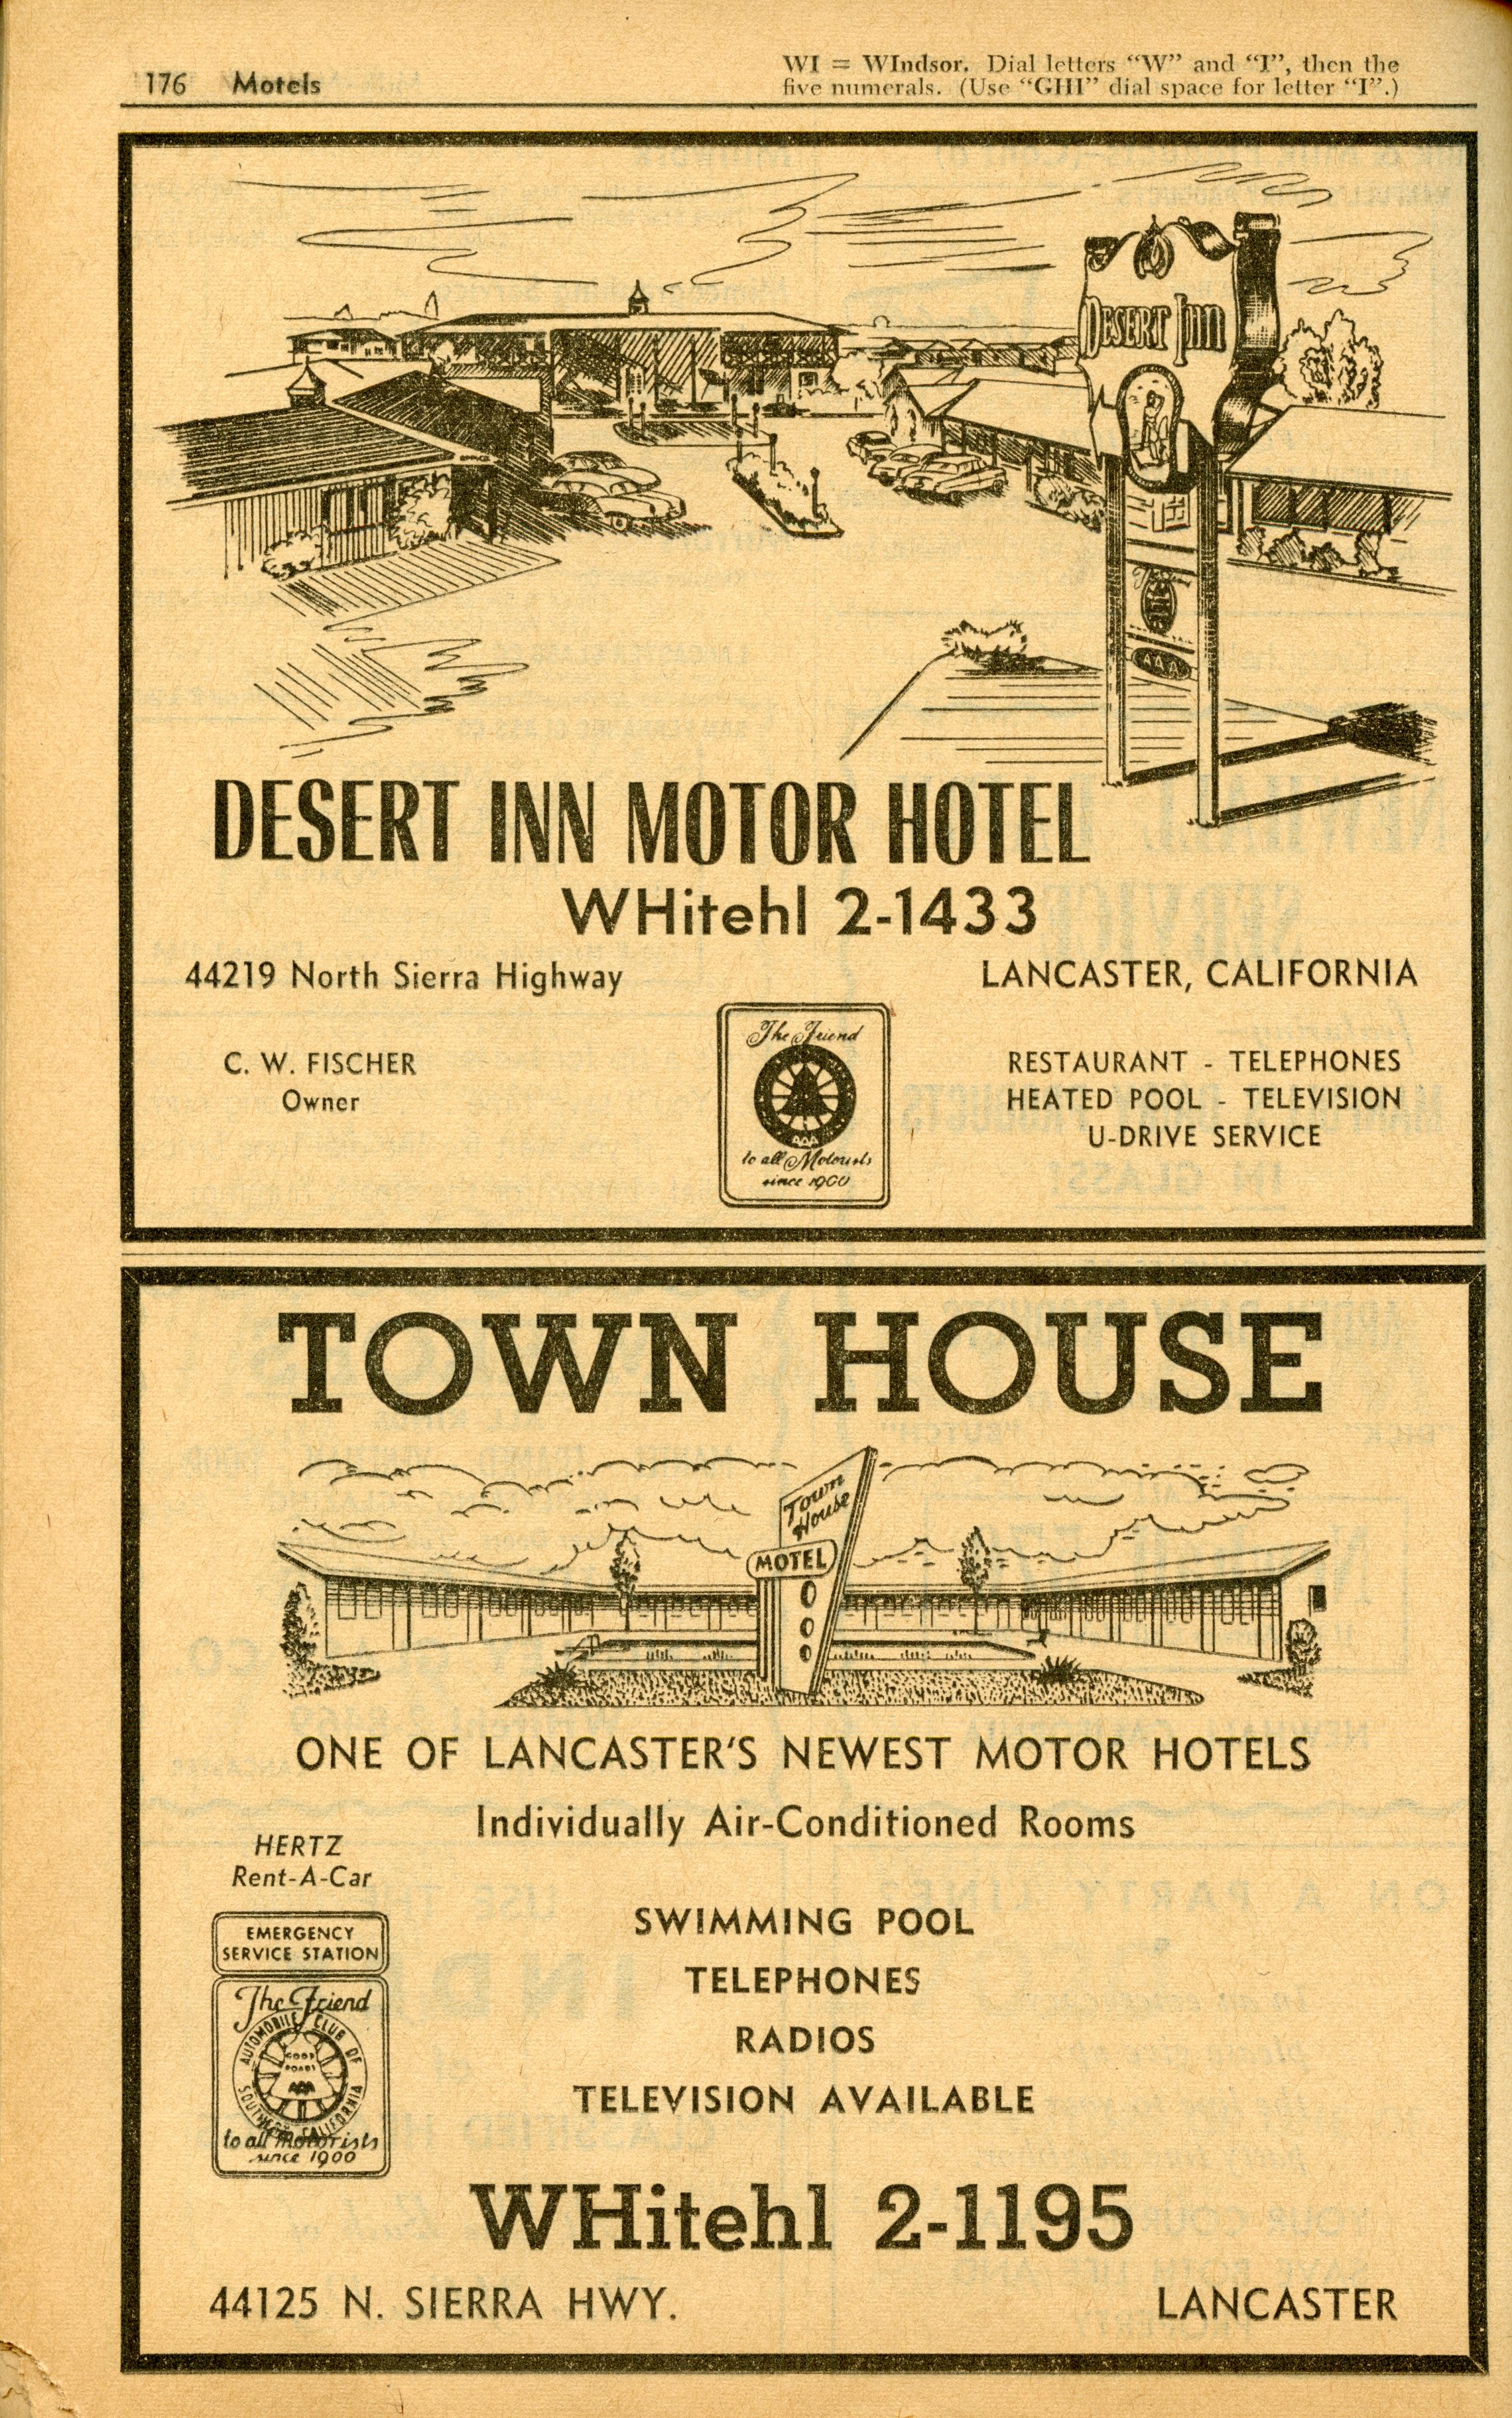 176 Motels
WI = WIndsor. Dial letters "W" and "I", then the
five numerals. (Use "GHI" dial space for letter "I".)
DESERT Inn
AAA
DESERT INN MOTOR HOTEL
WHitehl 2-1433
44219 North Sierra Highway
LANCASTER, CALIFORNIA
C. W. FISCHER
Owner
The Friend
AAA
to all Motorists
since 1900
RESTAURANT - TELEPHONES
HEATED POOL - TELEVISION
U-DRIVE SERVICE
TOWN HOUSE
Town
House
MOTEL
ONE OF LANCASTER'S NEWEST MOTOR HOTELS
Individually Air-Conditioned Rooms
HERTZ
Rent-A-Car
EMERGENCY
SERVICE STATION
The Friend
AUTOMOBILE CLUB OF
SOUTHERN CALIFORNIA
GOOD
ROADS
AAA
to all Motorists
since 1900
SWIMMING POOL
TELEPHONES
RADIOS
TELEVISION AVAILABLE
WHitehl 2-1195
44125 N. SIERRA HWY.
LANCASTER